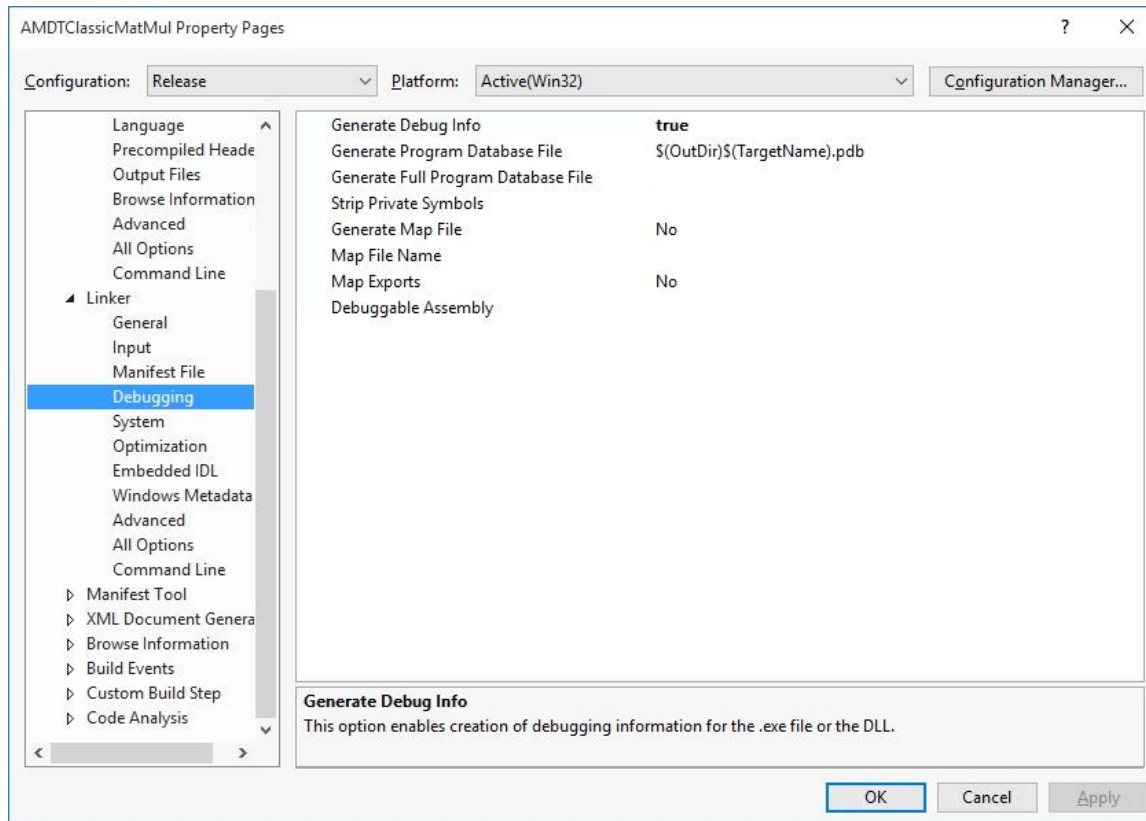 AMDTClassicMatMul Property Pages
Configuration: Release Platform: Active(Win32) Configuration Manager...
Language
Precompiled Heade
Output Files
Browse Information
Advanced
All Options
Command Line
Linker
General
Input
Manifest File
Debugging
System
Optimization
Embedded IDL
Windows Metadata
Advanced
All Options
Command Line
Manifest Tool
XML Document Genera
Browse Information
Build Events
Custom Build Step
Code Analysis
Generate Debug Info true
Generate Program Database File $(OutDir)$(TargetName).pdb
Generate Full Program Database File
Strip Private Symbols
Generate Map File No
Map File Name
Map Exports No
Debuggable Assembly
Generate Debug Info
This option enables creation of debugging information for the .exe file or the DLL.
OK Cancel Apply